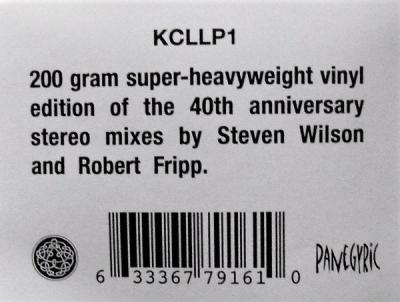 KCLLP1
200 gram super-heavyweight vinyl
edition of the 40th anniversary
stereo mixes by Steven Wilson
and Robert Fripp.
PANEGYRIC
6 33367 79161 0